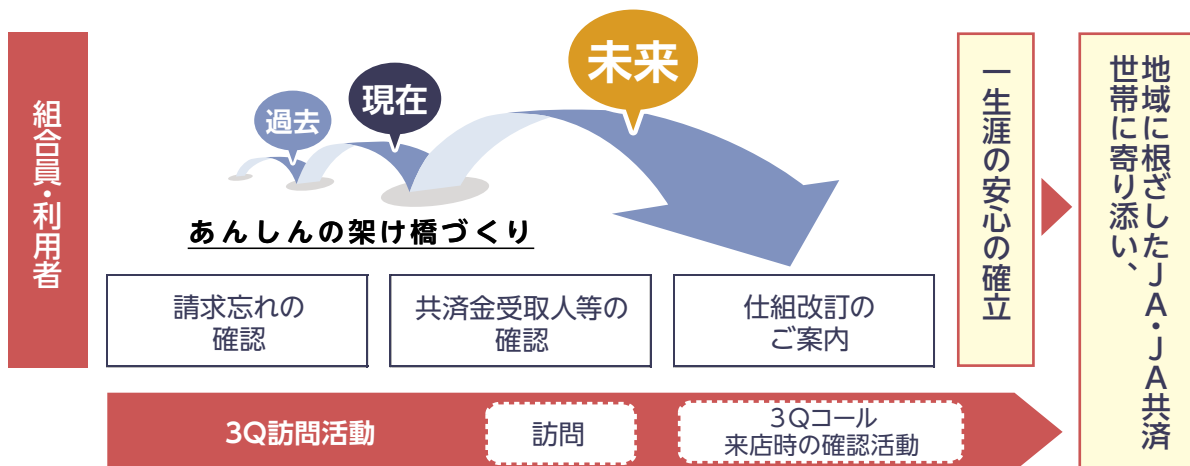 組合員・利用者
過去
現在
未来
あんしんの架け橋づくり
請求忘れの
確認
共済金受取人等の
確認
仕組改訂の
ご案内
3Q訪問活動
訪問
3Qコール
来店時の確認活動
一生涯の安心の確立
世帯に寄り添い、
地域に根ざしたJA・JA共済